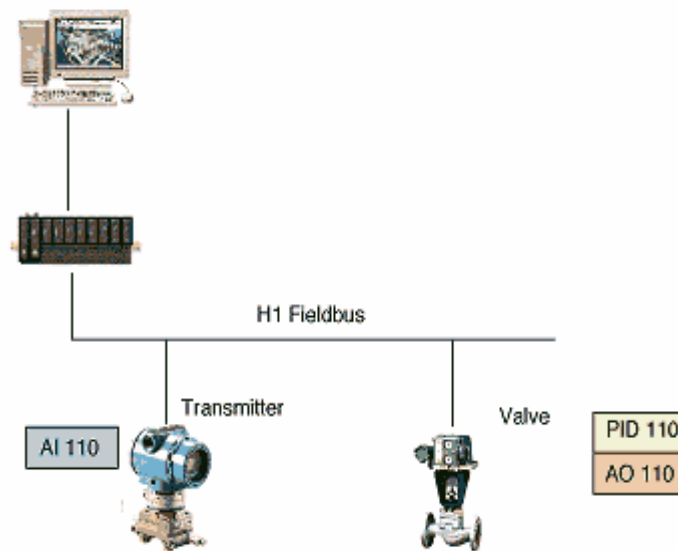 H1 Fieldbus
Transmitter
Valve
AI 110
PID 110
AO 110